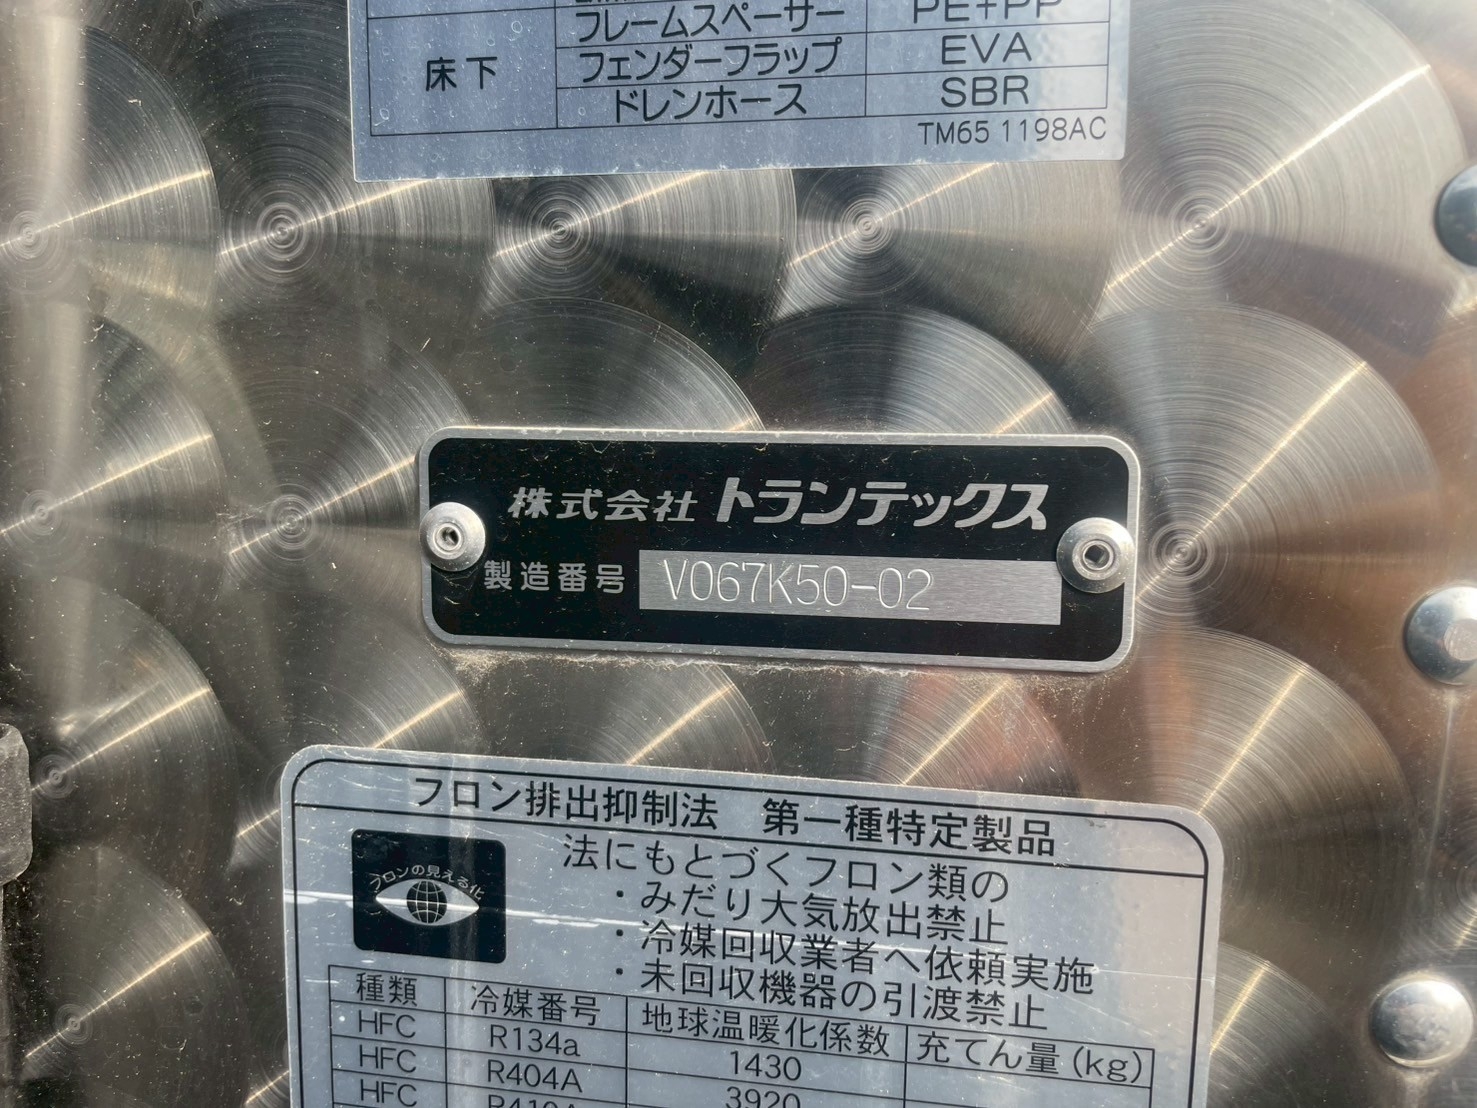 フレームスペーサー PE+PP
床下 フェンダーフラップ EVA
ドレンホース SBR
TM65 1198AC
株式会社 トランテックス
製造番号 V067K50-02
フロン排出抑制法 第一種特定製品
フロンの見える化
法にもとづくフロン類の
・みだり大気放出禁止
・冷媒回収業者へ依頼実施
・未回収機器の引渡禁止
種類 冷媒番号 地球温暖化係数 充てん量(kg)
HFC R134a 1430
HFC R404A 3920
HFC